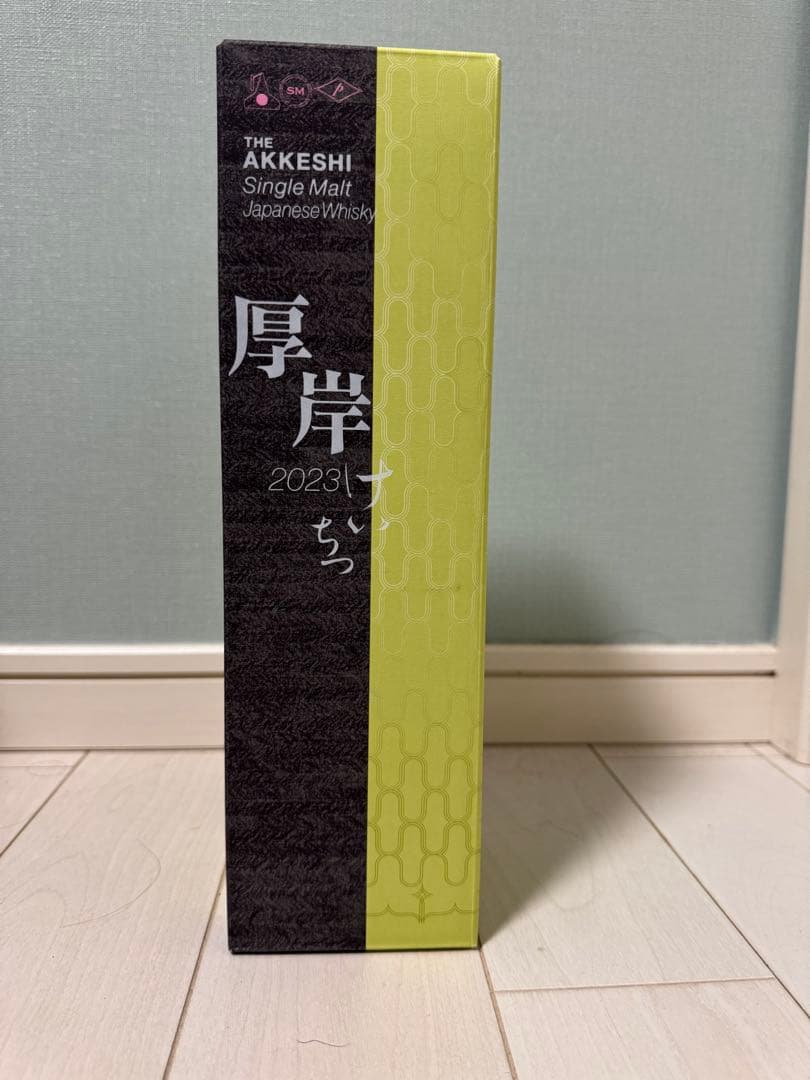 SM
P
THE
AKKESHI
Single Malt
Japanese Whisky
厚岸
2023
けいちつ